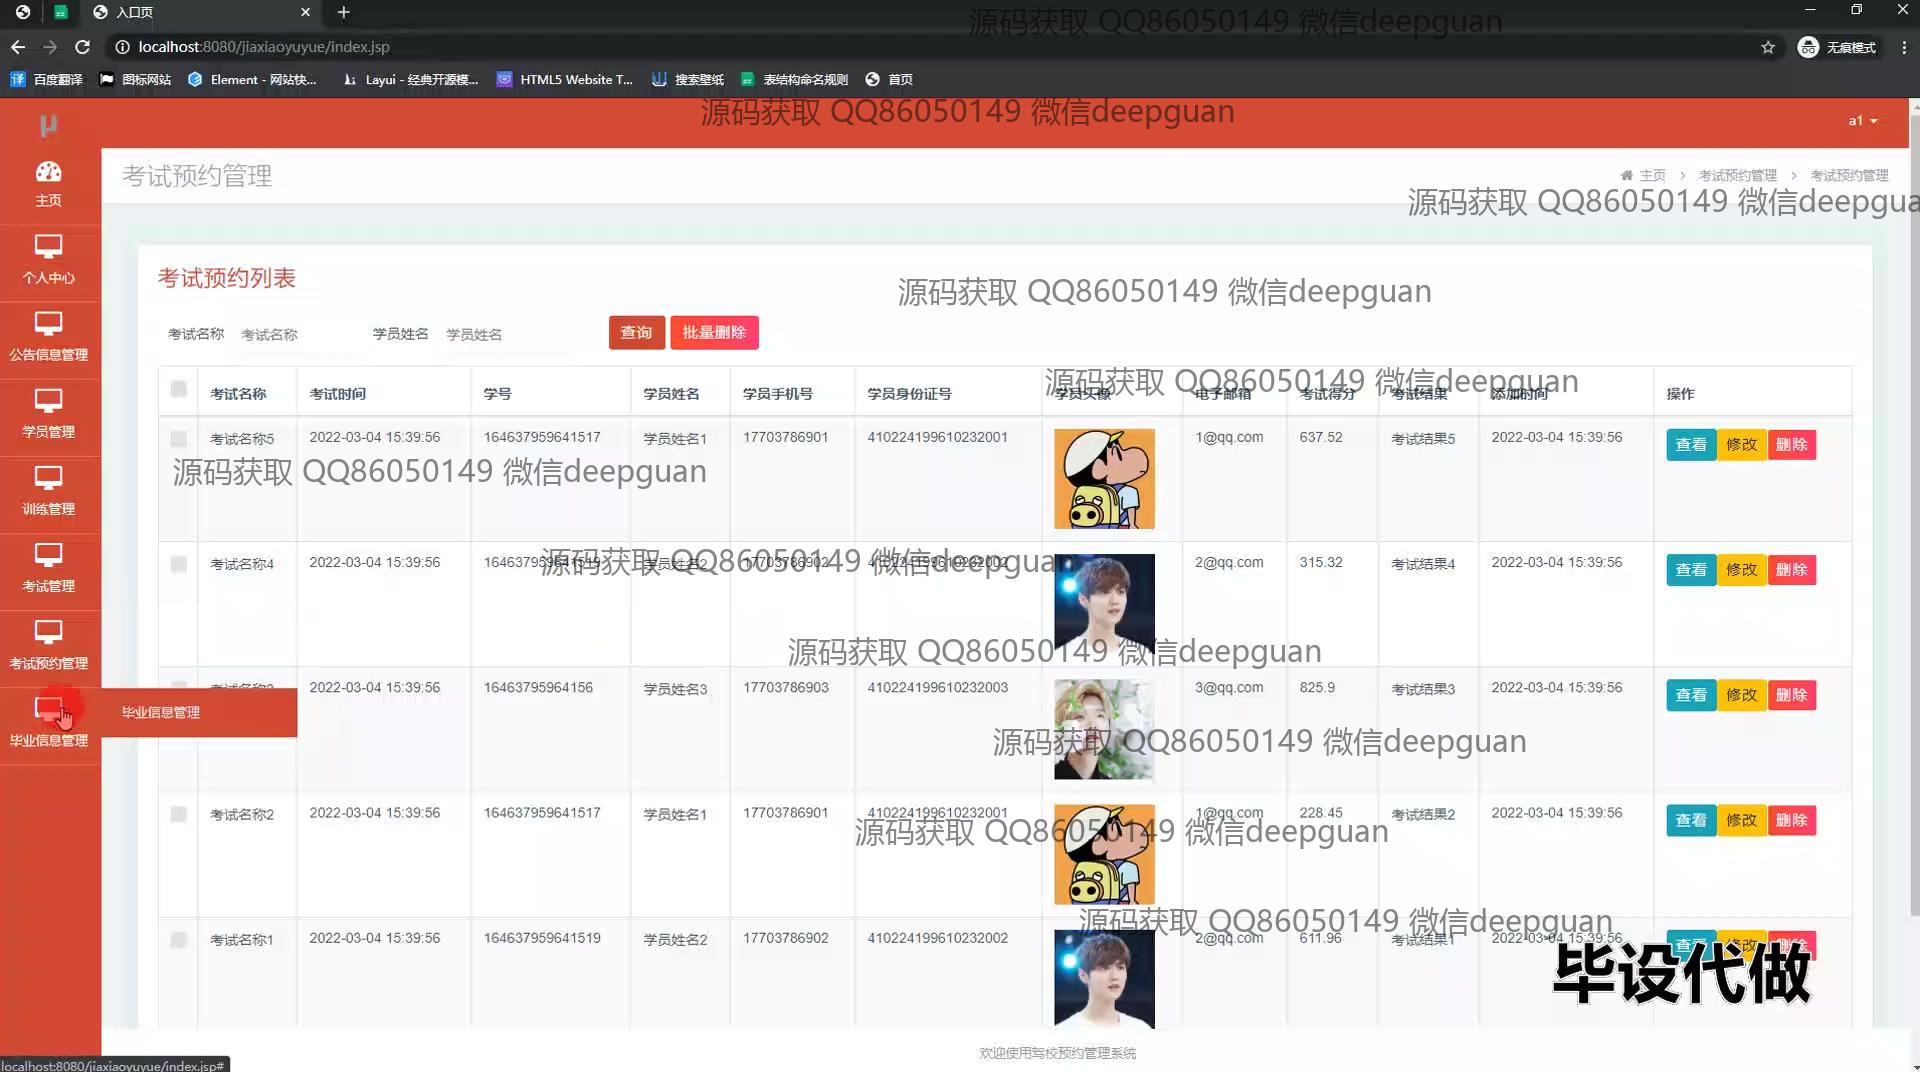 入口页
源码获取 QQ86050149 微信deepguan
localhost:8080/jiaxiaoyuyue/index.jsp
无痕模式
百度翻译 图标网站 Element - 网站快... Layui - 经典开源模... HTML5 Website T... 搜索壁纸 表结构命名规则 首页
源码获取 QQ86050149 微信deepguan
a1
主页
考试预约管理
主页 > 考试预约管理 > 考试预约管理
源码获取 QQ86050149 微信deepgua
个人中心
考试预约列表
源码获取 QQ86050149 微信deepguan
公告信息管理
考试名称 考试名称 学员姓名 学员姓名 查询 批量删除
源码获取 QQ86050149 微信deepguan
考试名称 考试时间 学号 学员姓名 学员手机号 学员身份证号 学员头像 电子邮箱 考试得分 考试结果 添加时间 操作
学员管理
考试名称5 2022-03-04 15:39:56 164637959641517 学员姓名1 17703786901 410224199610232001 1@qq.com 637.52 考试结果5 2022-03-04 15:39:56 查看 修改 删除
源码获取 QQ86050149 微信deepguan
训练管理
考试名称4 2022-03-04 15:39:56 164637959641519 学员姓名2 17703786902 410224199610232002 2@qq.com 315.32 考试结果4 2022-03-04 15:39:56 查看 修改 删除
源码获取 QQ86050149 微信deepguan
考试管理
源码获取 QQ86050149 微信deepguan
考试预约管理
2022-03-04 15:39:56 16463795964156 学员姓名3 17703786903 410224199610232003 3@qq.com 825.9 考试结果3 2022-03-04 15:39:56 查看 修改 删除
毕业信息管理
毕业信息管理
源码获取 QQ86050149 微信deepguan
考试名称2 2022-03-04 15:39:56 164637959641517 学员姓名1 17703786901 410224199610232001 1@qq.com 228.45 考试结果2 2022-03-04 15:39:56 查看 修改 删除
源码获取 QQ86050149 微信deepguan
源码获取 QQ86050149 微信deepguan
考试名称1 2022-03-04 15:39:56 164637959641519 学员姓名2 17703786902 410224199610232002 2@qq.com 611.96 考试结果1 2022-03-04 15:39:56 查看 修改 删除
毕设代做
欢迎使用驾校预约管理系统
localhost:8080/jiaxiaoyuyue/index.jsp#